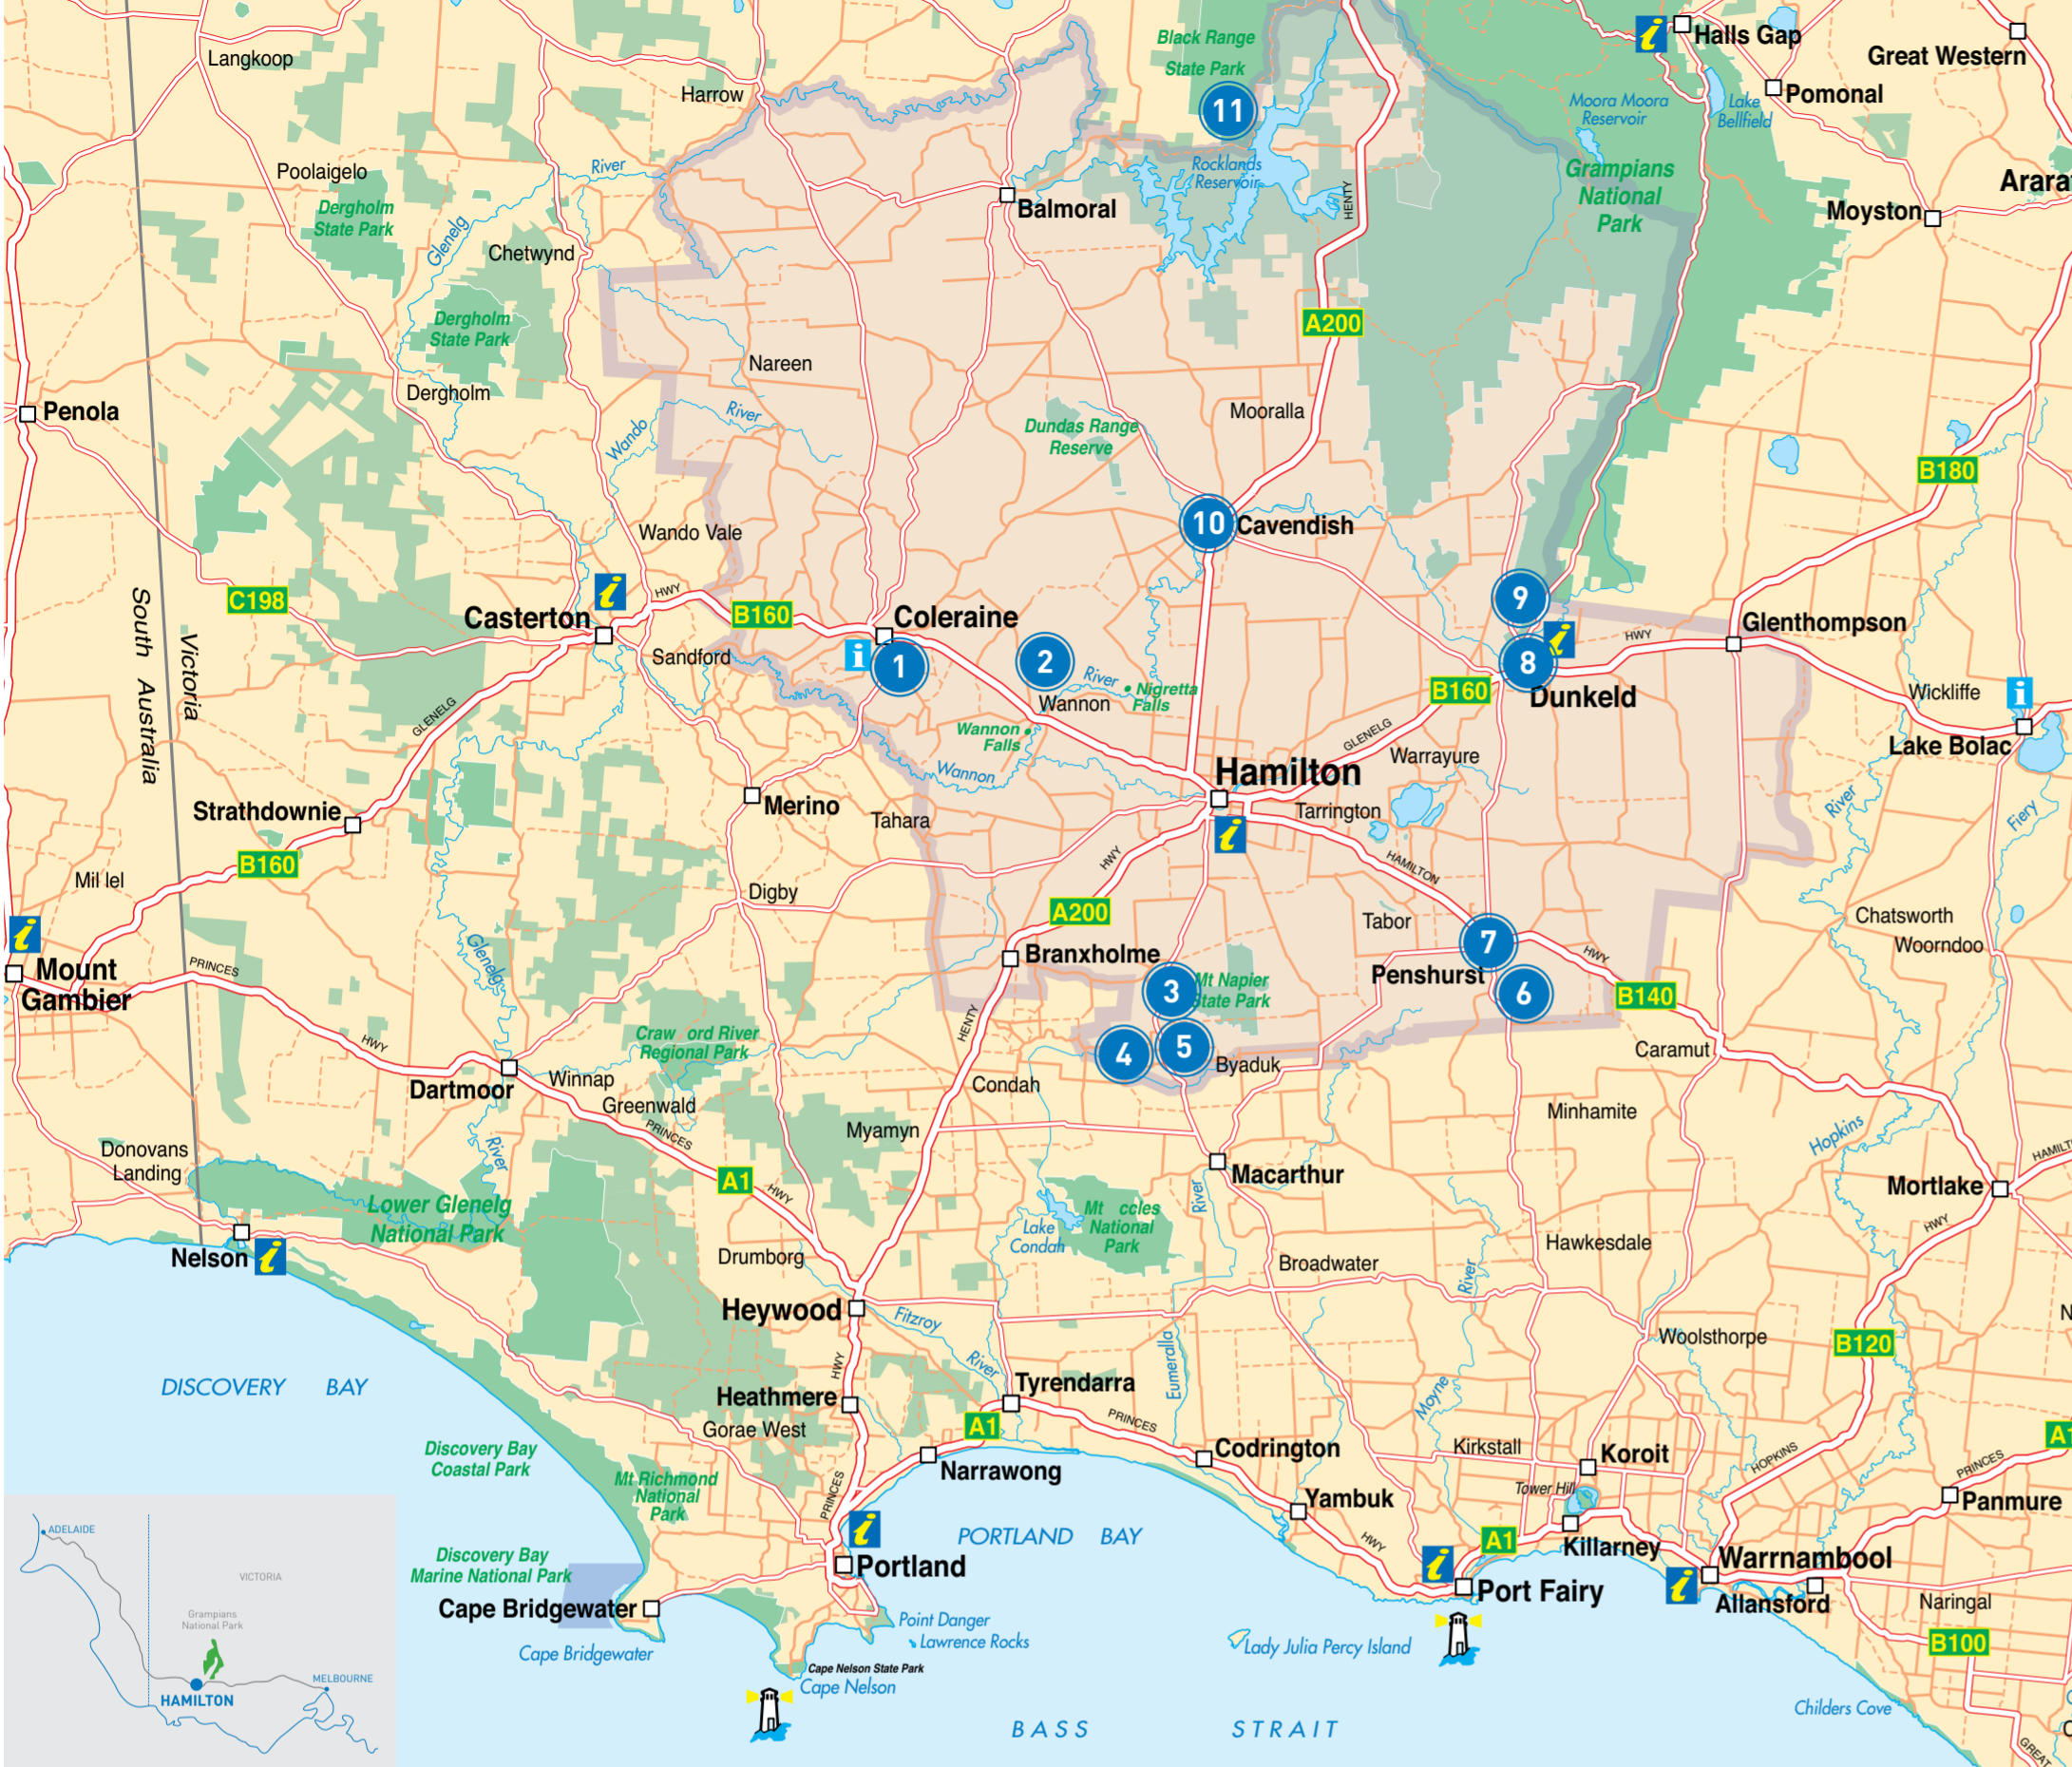 Langkoop
Harrow
Black Range
State Park
11
i
Halls Gap
Great Western
Pomonal
Moora Moora
Reservoir
Lake
Bellfield
Poolaigelo
Dergholm
State Park
River
Glenelg
Chetwynd
Balmoral
Rocklands
Reservoir
HENTY
Grampians
National
Park
Moyston
Dergholm
State Park
A200
Nareen
Dergholm
Penola
Wando
River
Dundas Range
Reserve
Mooralla
B180
10
Cavendish
Wando Vale
South Australia
Victoria
C198
i
Casterton
HWY
B160
Coleraine
i
1
2
Sandford
River
Nigretta
Falls
Wannon
Wannon
Falls
Wannon
9
i
8
Dunkeld
B160
HWY
Glenthompson
Wickliffe
i
Lake Bolac
GLENELG
Hamilton
GLENELG
Warrayure
Tarrington
i
Strathdownie
Merino
Tahara
River
Fiery
B160
Mil lel
Digby
HWY
A200
HAMILTON
Tabor
7
Penshurst
HWY
6
B140
Chatsworth
Woorndoo
i
Mount
Gambier
PRINCES
HWY
Glenelg
Branxholme
3
Mt Napier
State Park
4
5
Byaduk
HENTY
Craw ord River
Regional Park
Dartmoor
Winnap
Greenwald
PRINCES
Condah
Caramut
Minhamite
Myamyn
Hopkins
Donovans
Landing
River
Lower Glenelg
National Park
A1
HWY
Macarthur
River
Mt ccles
National
Park
Lake
Condah
Mortlake
HAMILT
HWY
Nelson
i
Drumborg
Broadwater
Hawkesdale
River
Heywood
Fitzroy
River
Woolsthorpe
B120
DISCOVERY BAY
HWY
Heathmere
Gorae West
Tyrendarra
A1
PRINCES
Eumeralla
Moyne
Discovery Bay
Coastal Park
Mt Richmond
National
Park
PRINCES
Narrawong
Codrington
Kirkstall
Koroit
Tower Hill
HOPKINS
PRINCES
Panmure
Yambuk
HWY
i
Portland
PORTLAND BAY
A1
Killarney
i
Port Fairy
i
Warrnambool
Allansford
Naringal
B100
Discovery Bay
Marine National Park
Cape Bridgewater
Cape Bridgewater
Point Danger
Lawrence Rocks
Lady Julia Percy Island
Cape Nelson State Park
Cape Nelson
Childers Cove
BASS STRAIT
GREAT
ADELAIDE
VICTORIA
Grampians
National Park
MELBOURNE
HAMILTON